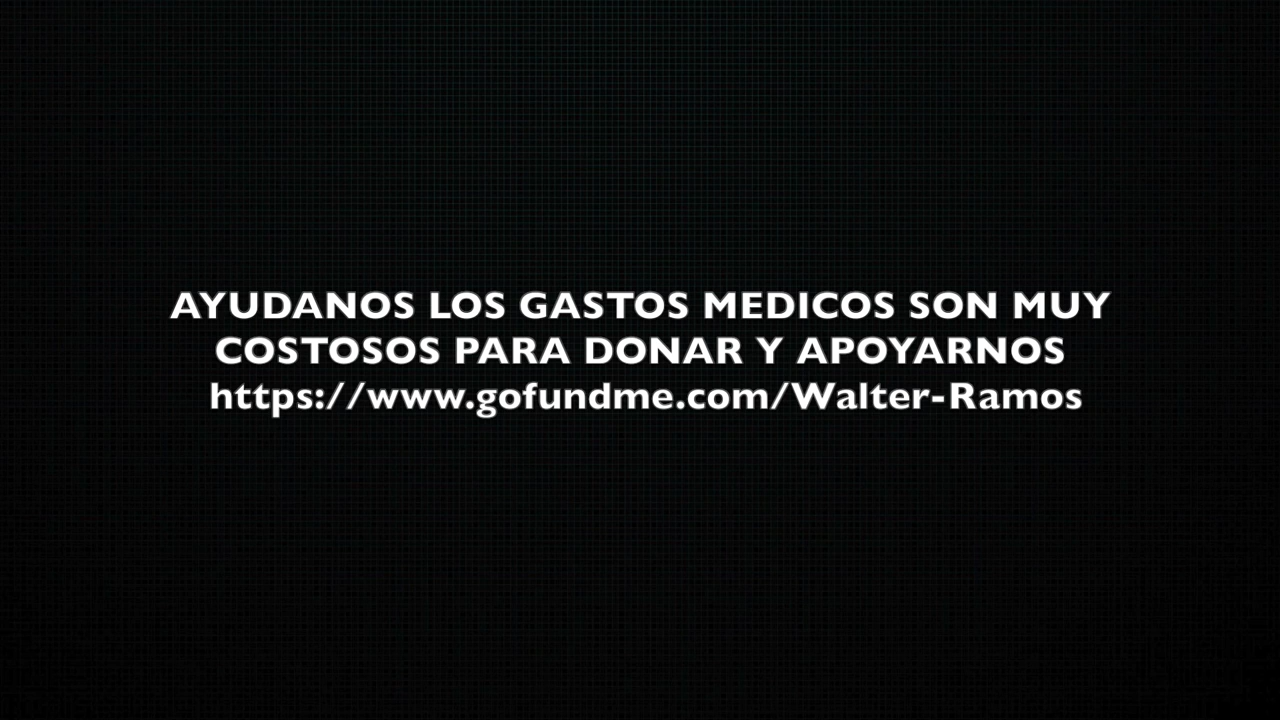 AYUDANOS LOS GASTOS MEDICOS SON MUY
COSTOSOS PARA DONAR Y APOYARNOS
https://www.gofundme.com/Walter-Ramos